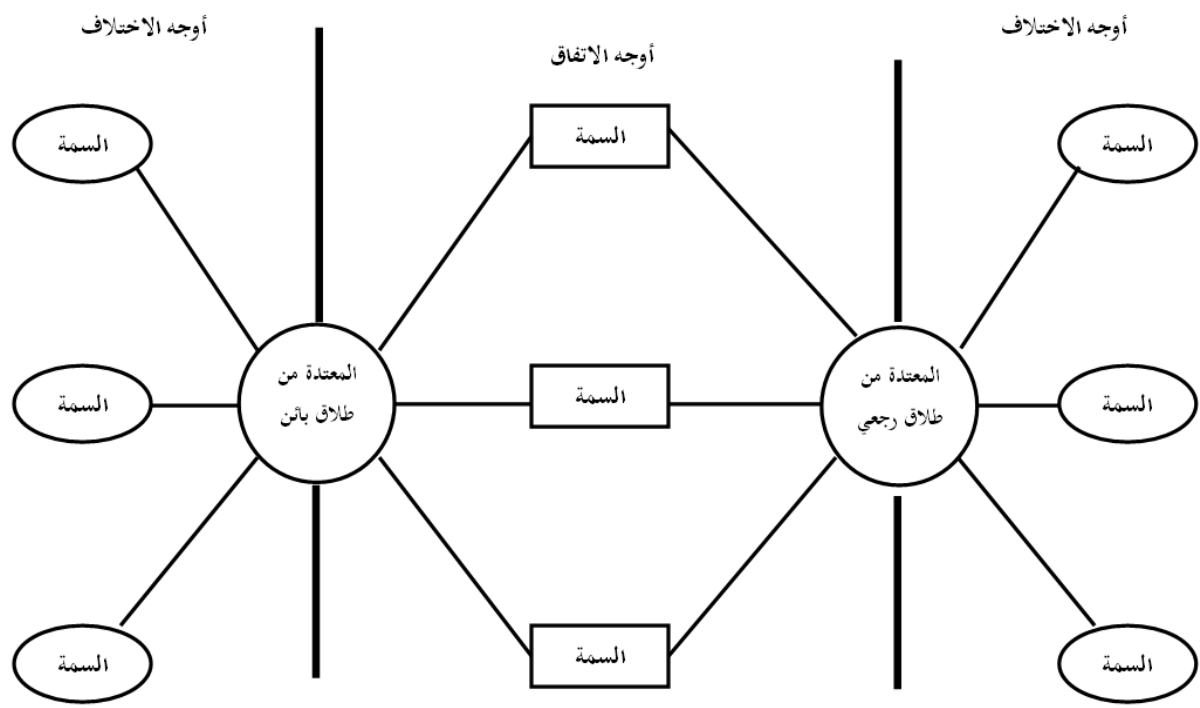 أوجه الاختلاف
أوجه الاتفاق
أوجه الاختلاف
السمة
السمة
السمة
المعتدة من
طلاق رجعي
المعتدة من
طلاق بائن
السمة
السمة
السمة
السمة
السمة
السمة